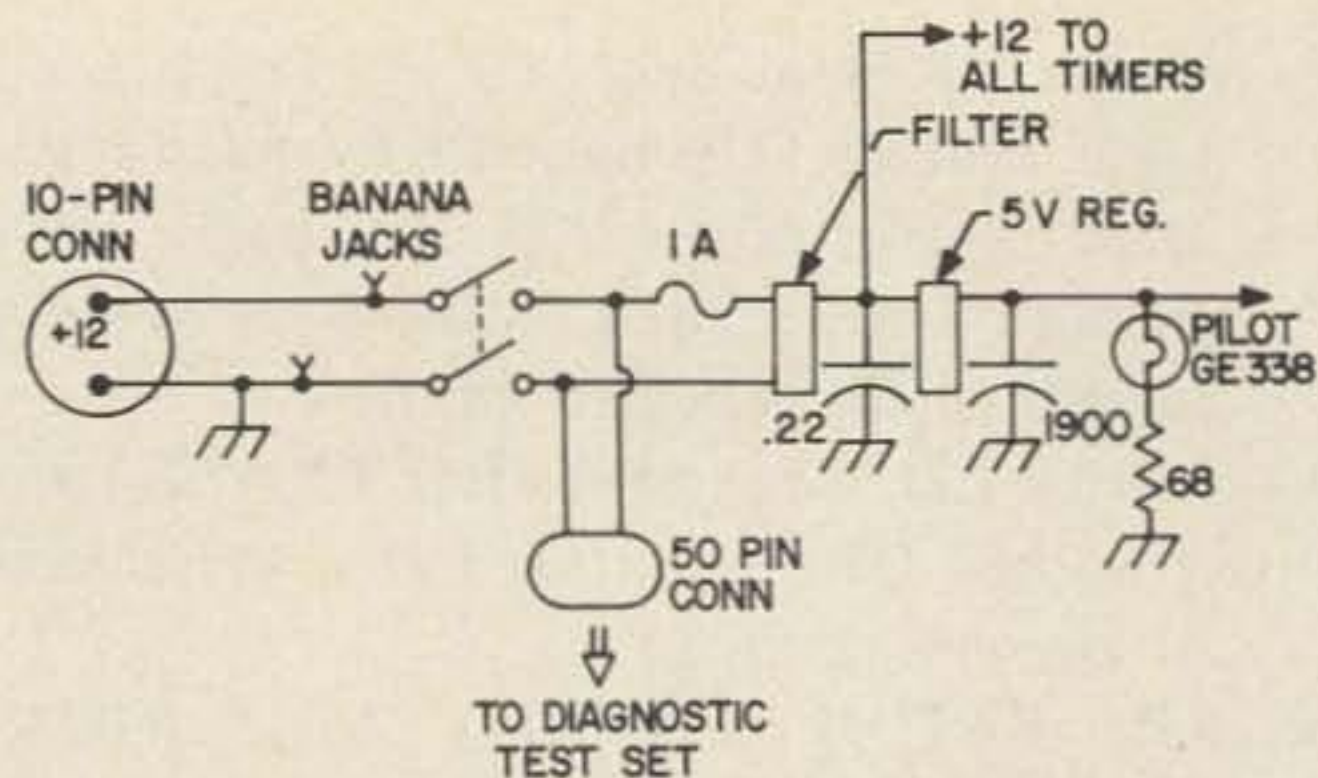 +12 TO
ALL TIMERS
FILTER
10-PIN
CONN
BANANA
JACKS
1 A
5 V REG.
+12
PILOT
GE 338
.22
1900
68
50 PIN
CONN
TO DIAGNOSTIC
TEST SET